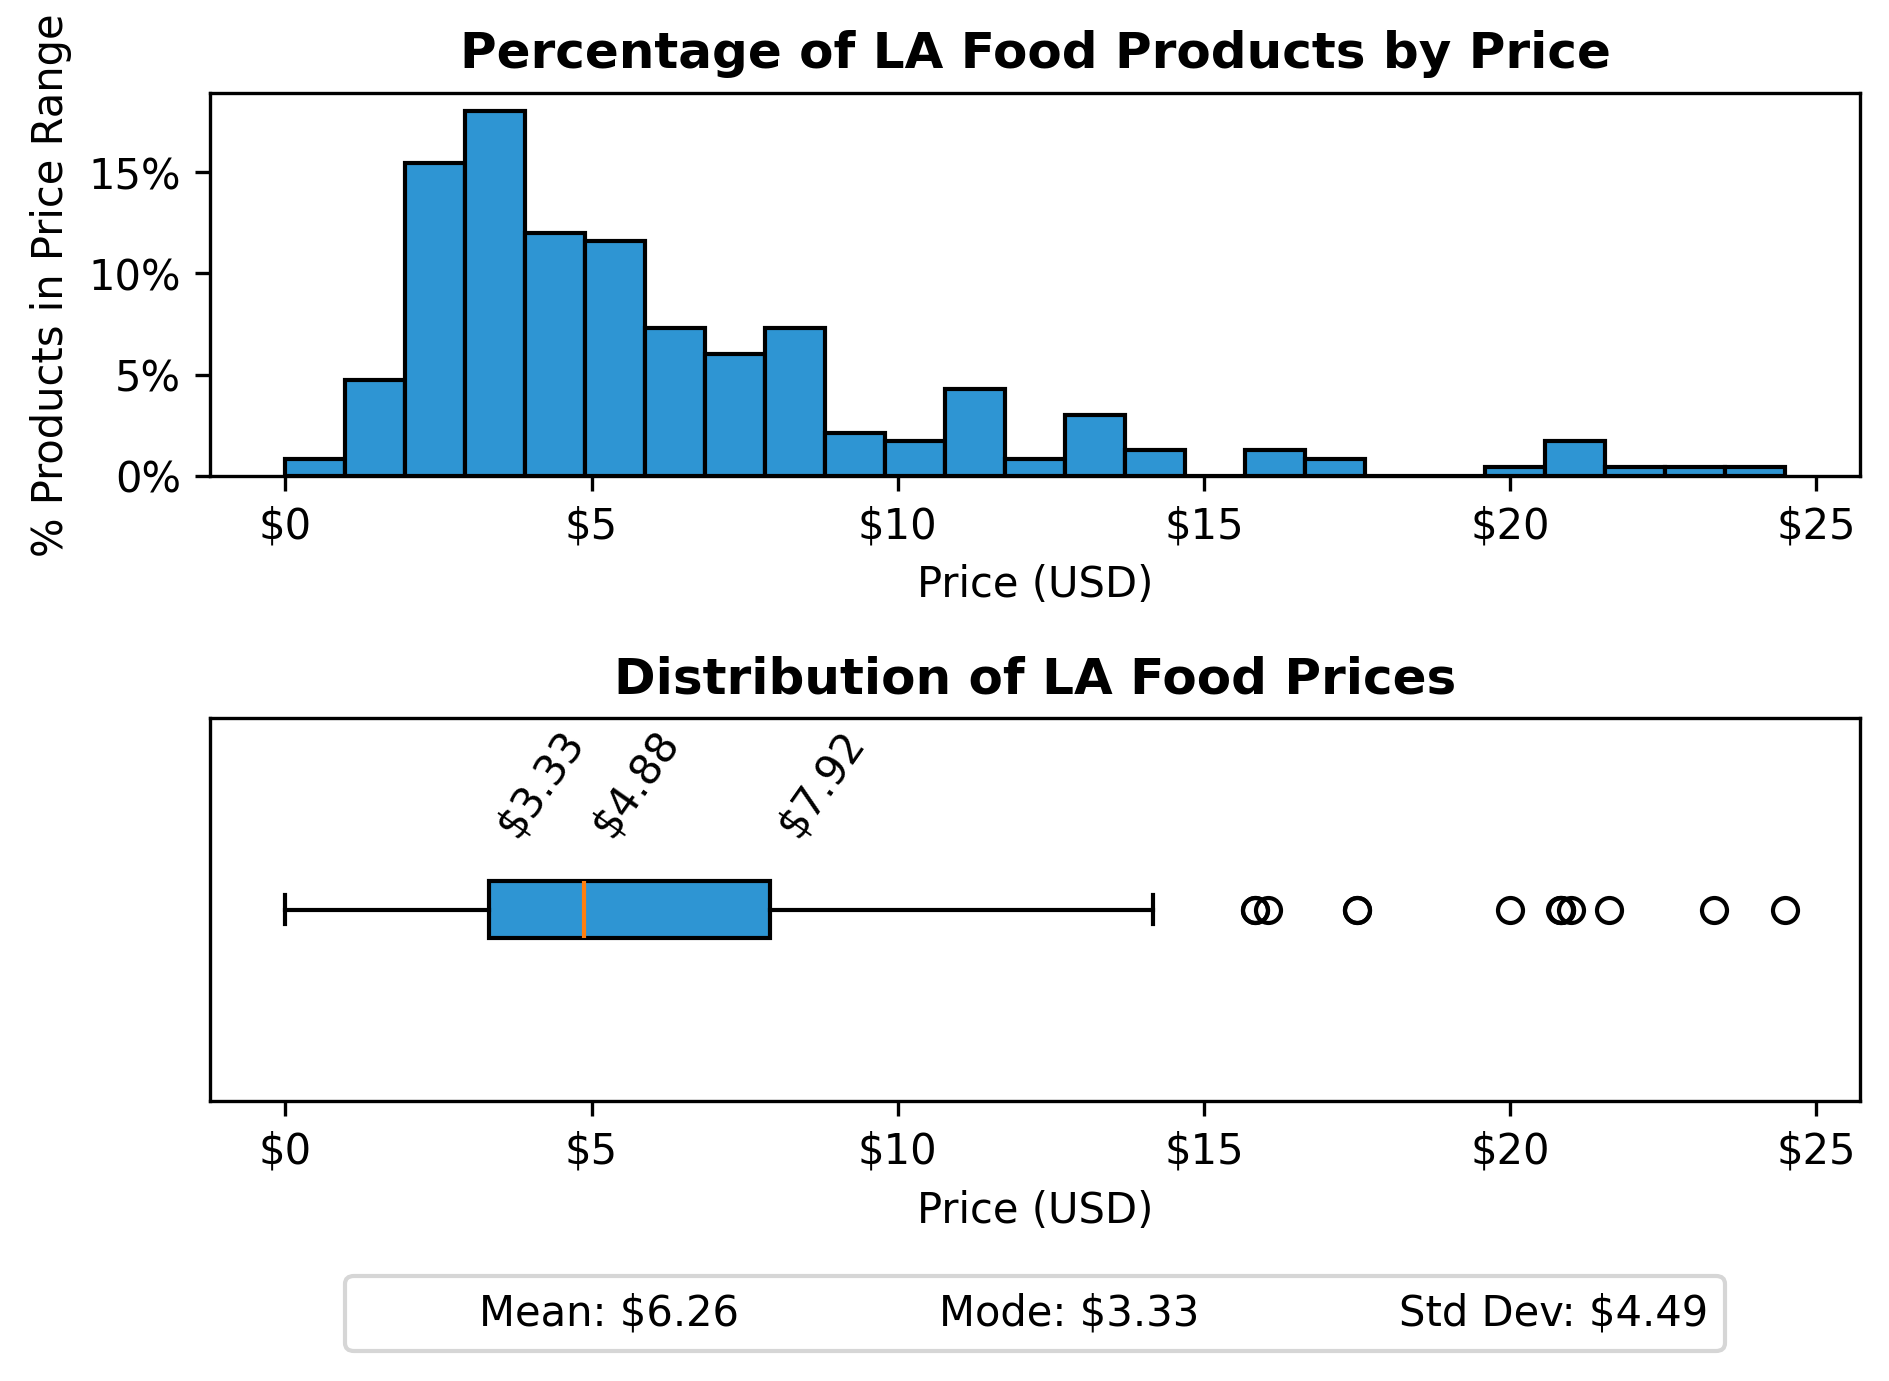 Percentage of LA Food Products by Price
% Products in Price Range
15%
10%
5%
0%
$0 $5 $10 $15 $20 $25
Price (USD)
Distribution of LA Food Prices
$3.33 $4.88 $7.92
$0 $5 $10 $15 $20 $25
Price (USD)
Mean: $6.26 Mode: $3.33 Std Dev: $4.49